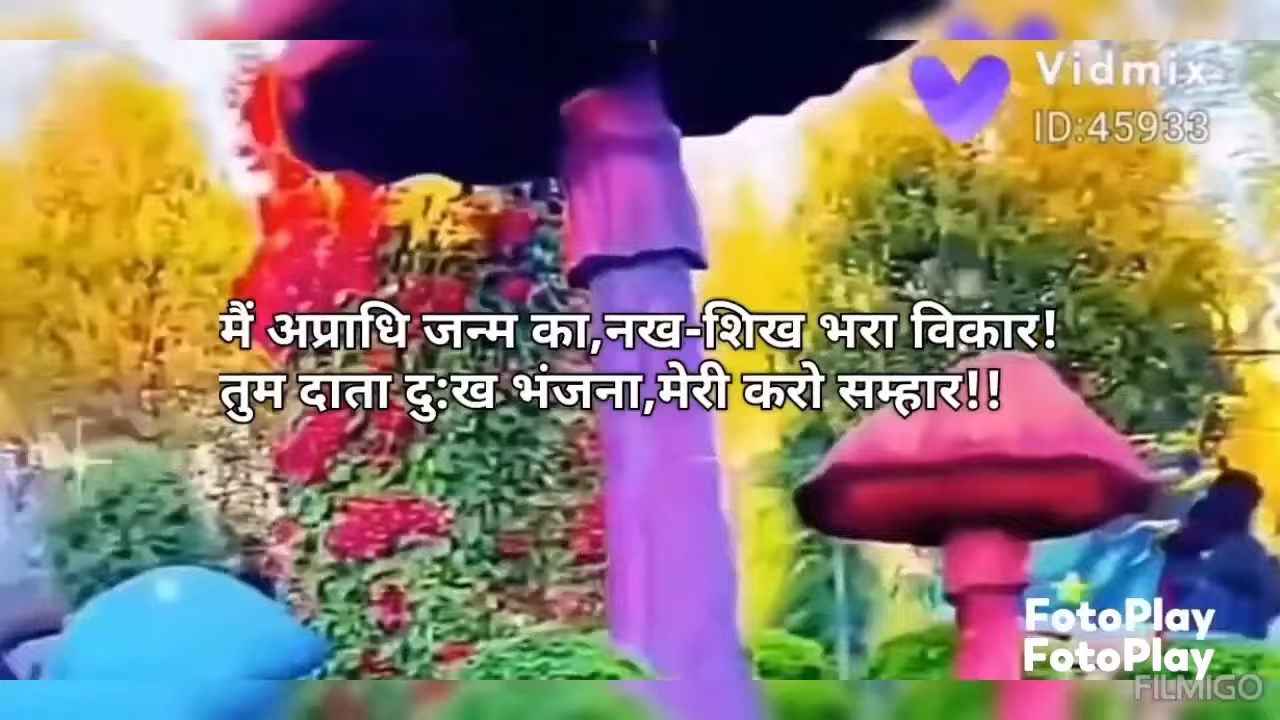 Vidmix
ID:45933
मैं अप्राधि जन्म का,नख-शिख भरा विकार!
तुम दाता दुःख भंजना,मेरी करो सम्हार!!
FotoPlay
FotoPlay
FILMIGO